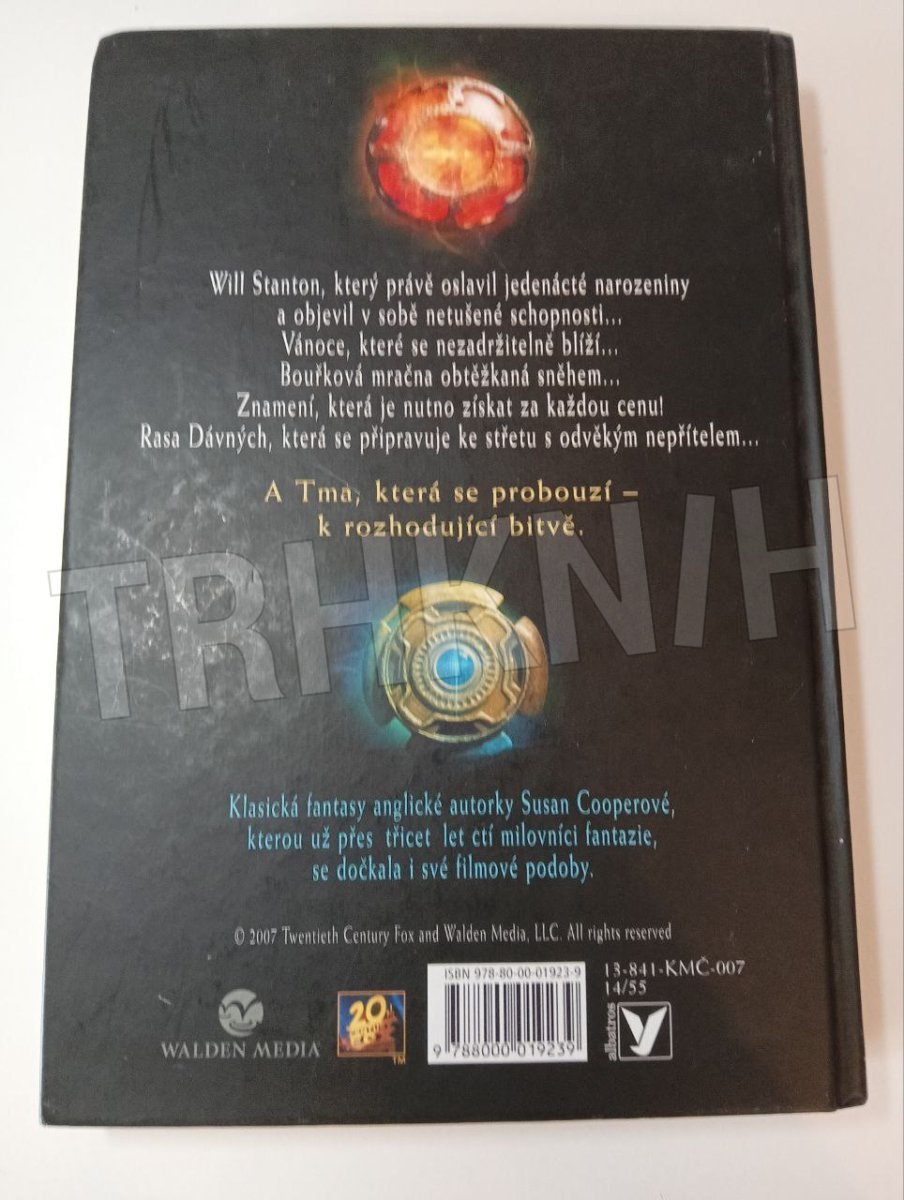 Will Stanton, který právě oslavil jedenácté narozeniny
a objevil v sobě netušené schopnosti...
Vánoce, které se nezadržitelně blíží...
Bouřková mračna obtěžkaná sněhem...
Znamení, která je nutno získat za každou cenu!
Rasa Dávných, která se připravuje ke střetu s odvěkým nepřítelem...
A Tma, která se probouzí –
k rozhodující bitvě.
TRHKNIH
Klasická fantasy anglické autorky Susan Cooperové,
kterou už přes třicet let ctí milovníci fantazie,
se dočkala i své filmové podoby.
© 2007 Twentieth Century Fox and Walden Media, LLC. All rights reserved
ISBN 978-80-00-01923-9
9 788000 019239
13-841-KMČ-007
14/55
WALDEN MEDIA
20th
TM
albatros